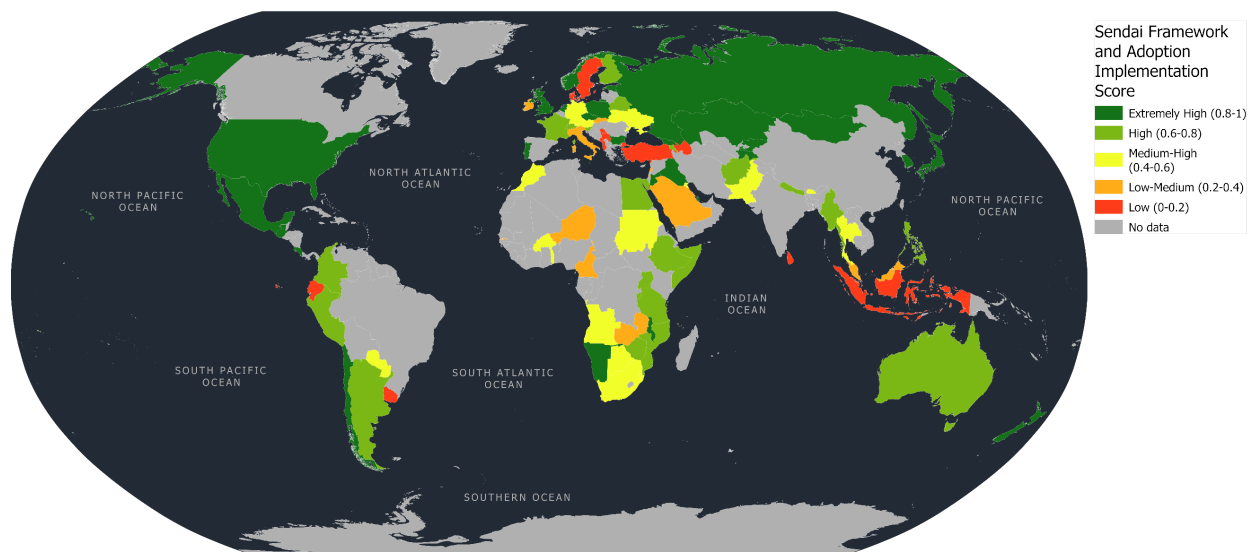 Sendai Framework
and Adoption
Implementation
Score
Extremely High (0.8-1)
High (0.6-0.8)
Medium-High
(0.4-0.6)
Low-Medium (0.2-0.4)
Low (0-0.2)
No data
NORTH PACIFIC
OCEAN
NORTH ATLANTIC
OCEAN
NORTH PACIFIC
OCEAN
INDIAN
OCEAN
SOUTH PACIFIC
OCEAN
SOUTH ATLANTIC
OCEAN
SOUTHERN OCEAN